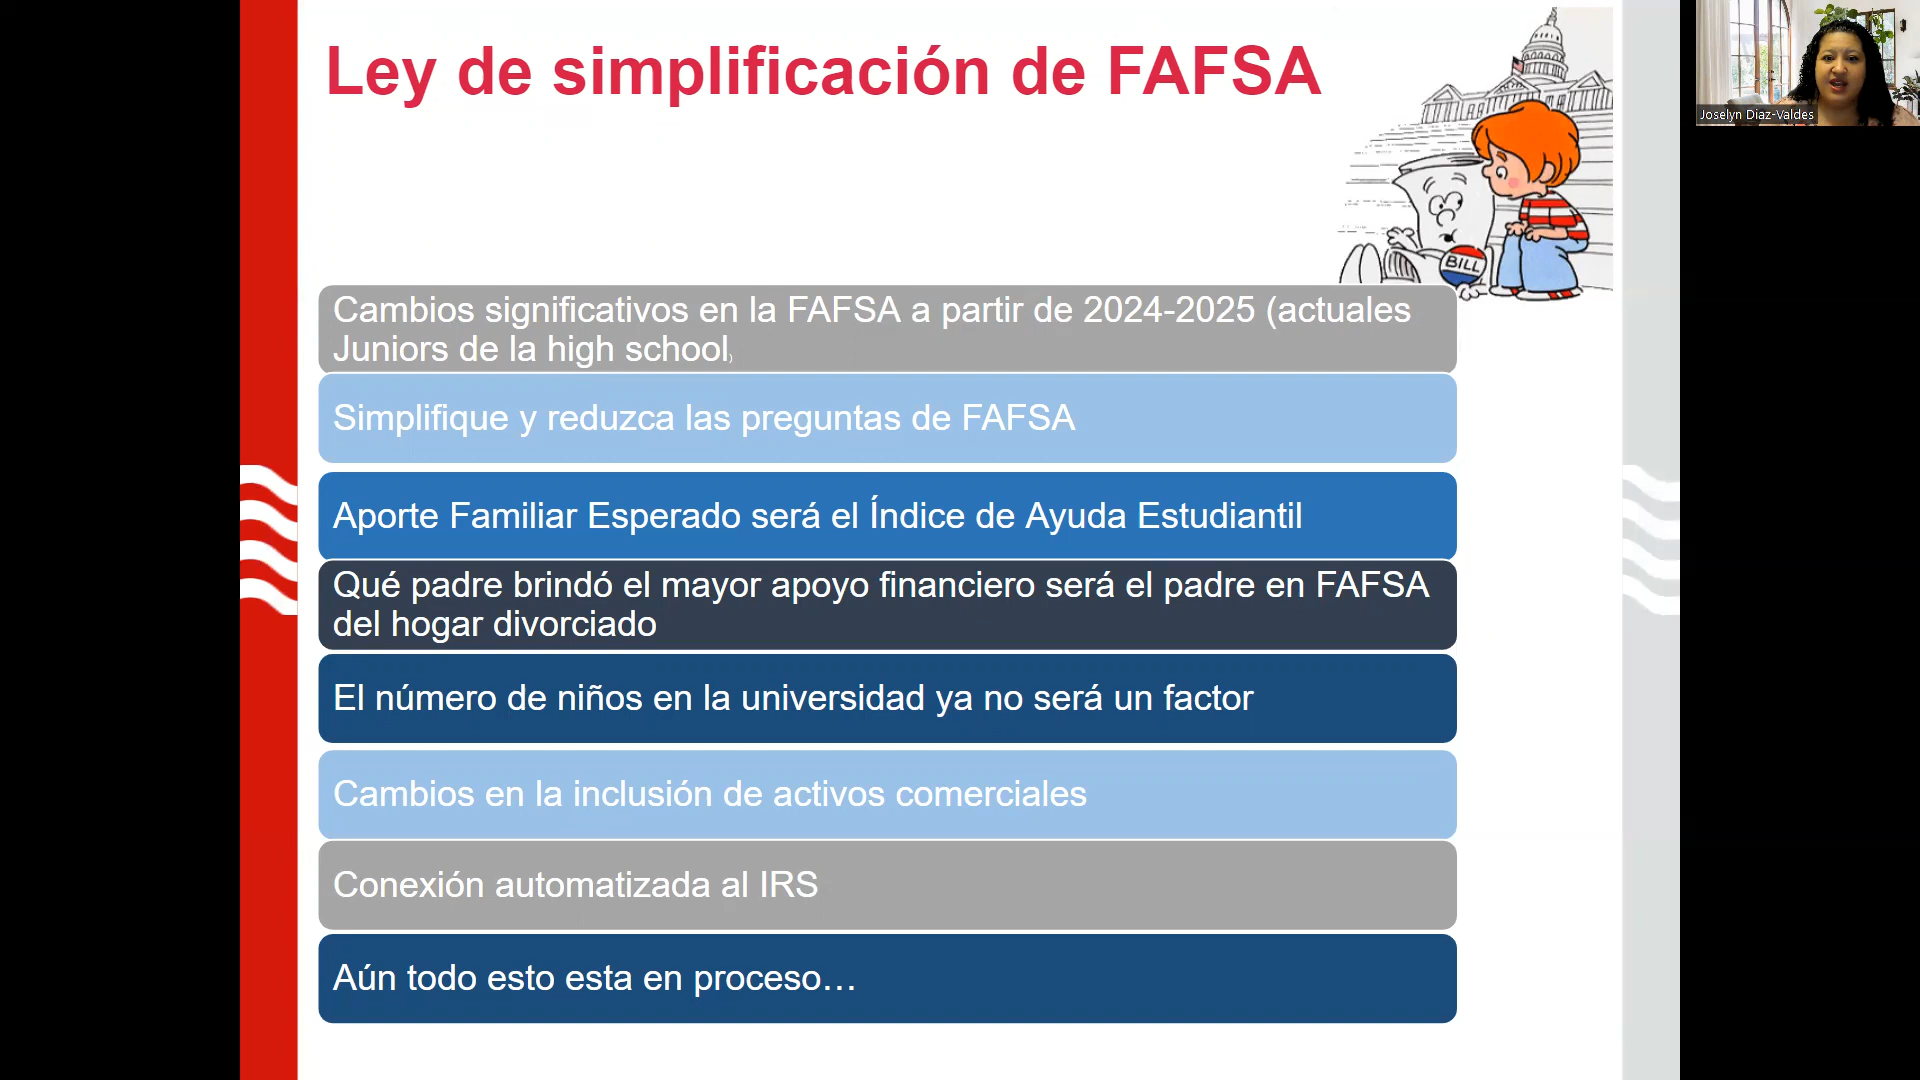 Ley de simplificación de FAFSA
Joselyn Diaz-Valdes
BILL
Cambios significativos en la FAFSA a partir de 2024-2025 (actuales
Juniors de la high school)
Simplifique y reduzca las preguntas de FAFSA
Aporte Familiar Esperado será el Índice de Ayuda Estudiantil
Qué padre brindó el mayor apoyo financiero será el padre en FAFSA
del hogar divorciado
El número de niños en la universidad ya no será un factor
Cambios en la inclusión de activos comerciales
Conexión automatizada al IRS
Aún todo esto esta en proceso…